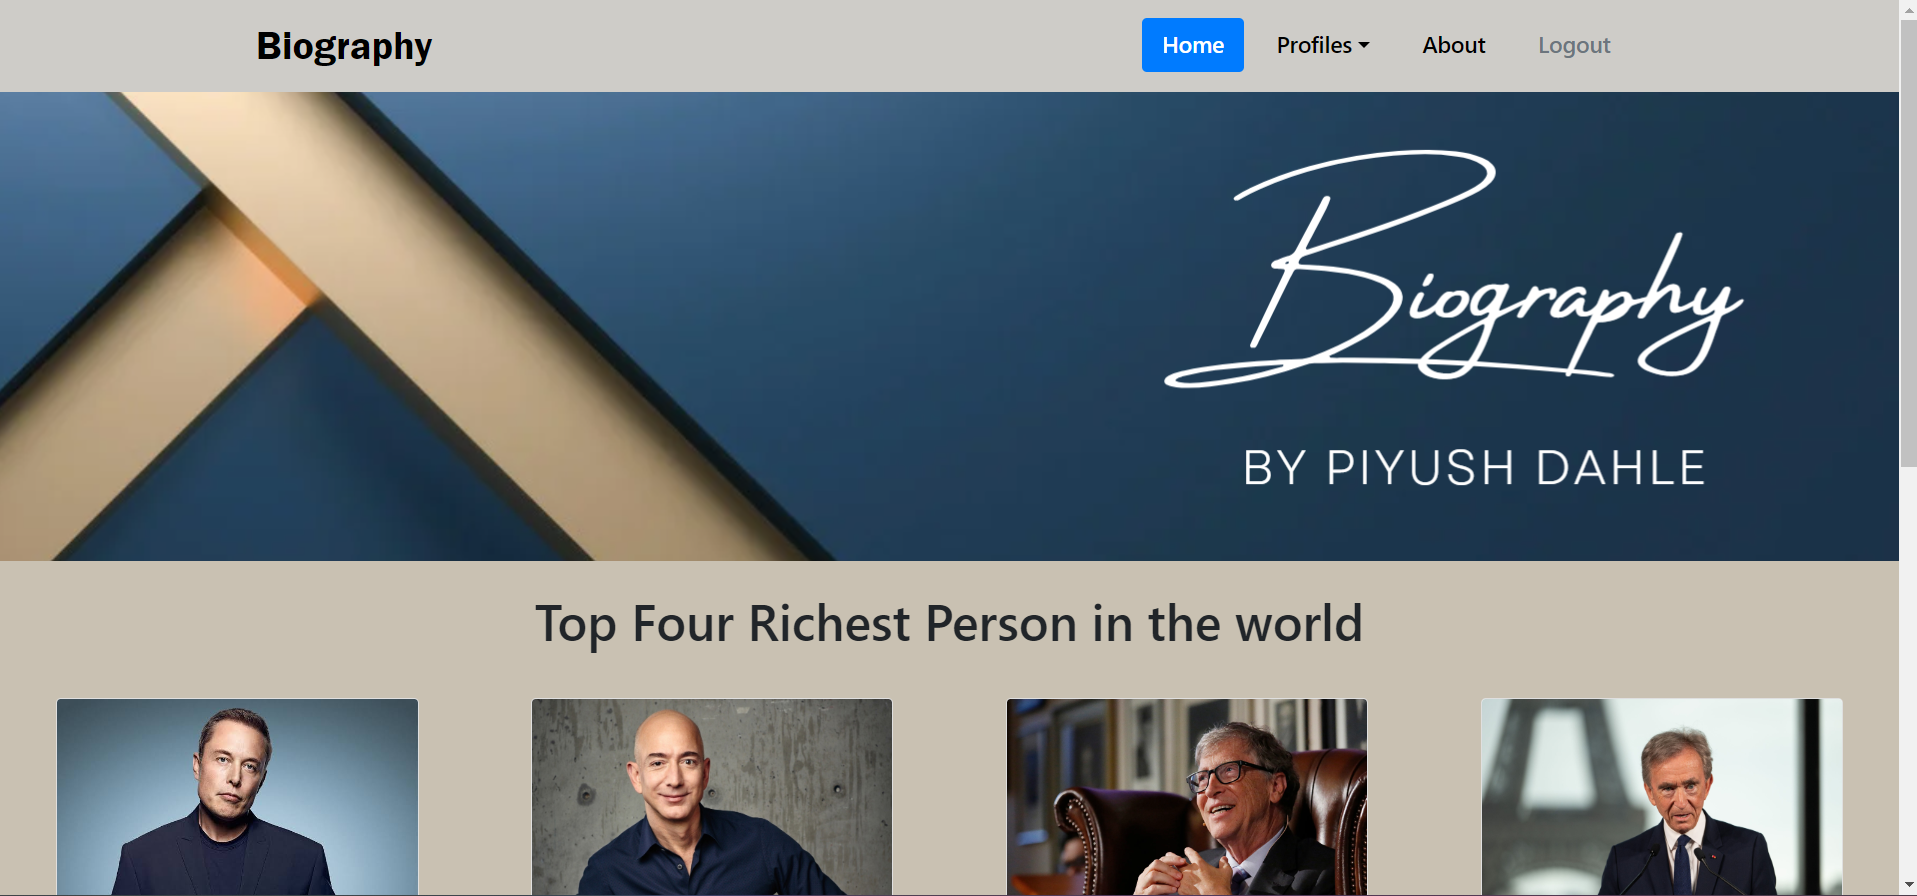 Biography
Home Profiles About Logout
Biography
BY PIYUSH DAHLE
Top Four Richest Person in the world